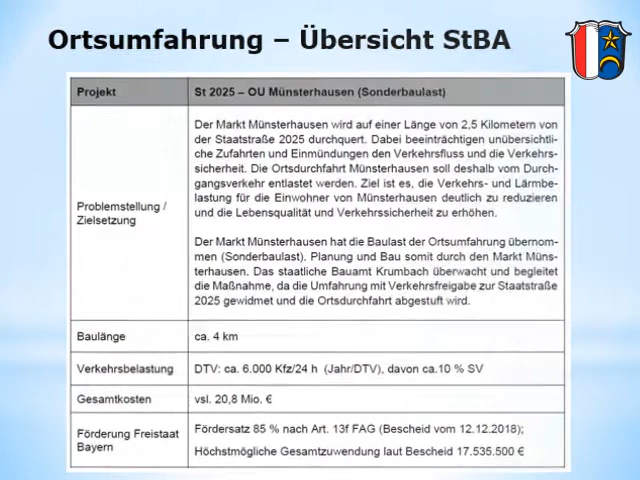 Ortsumfahrung – Übersicht StBA
Projekt
St 2025 – OU Münsterhausen (Sonderbaulast)
Problemstellung /
Zielsetzung
Der Markt Münsterhausen wird auf einer Länge von 2,5 Kilometern von
der Staatstraße 2025 durchquert. Dabei beeinträchtigen unübersichtli-
che Zufahrten und Einmündungen den Verkehrsfluss und die Verkehrs-
sicherheit. Die Ortsdurchfahrt Münsterhausen soll deshalb vom Durch-
gangsverkehr entlastet werden. Ziel ist es, die Verkehrs- und Lärmbe-
lastung für die Einwohner von Münsterhausen deutlich zu reduzieren
und die Lebensqualität und Verkehrssicherheit zu erhöhen.
Der Markt Münsterhausen hat die Baulast der Ortsumfahrung übernom-
men (Sonderbaulast). Planung und Bau somit durch den Markt Müns-
terhausen. Das staatliche Bauamt Krumbach überwacht und begleitet
die Maßnahme, da die Umfahrung mit Verkehrsfreigabe zur Staatstraße
2025 gewidmet und die Ortsdurchfahrt abgestuft wird.
Baulänge
ca. 4 km
Verkehrsbelastung
DTV: ca. 6.000 Kfz/24 h (Jahr/DTV), davon ca.10 % SV
Gesamtkosten
vsl. 20,8 Mio. €
Förderung Freistaat
Bayern
Fördersatz 85 % nach Art. 13f FAG (Bescheid vom 12.12.2018);
Höchstmögliche Gesamtzuwendung laut Bescheid 17.535.500 €